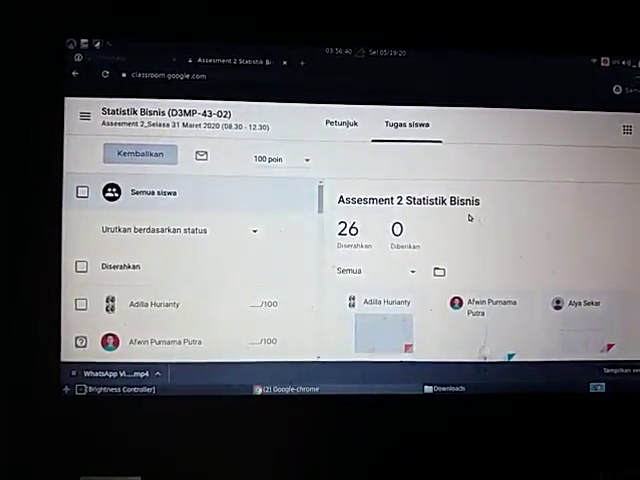 03:56:40 Sel 05/19/20
Assesment 2 Statistik Bi
classroom.google.com
Statistik Bisnis (D3MP-43-02)
Assesment 2_Selasa 31 Maret 2020 (08.30 - 12.30)
Petunjuk
Tugas siswa
Kembalikan
100 poin
Semua siswa
Urutkan berdasarkan status
Diserahkan
Adilla Hurianty
___/100
Afwin Purnama Putra
___/100
Assesment 2 Statistik Bisnis
26
0
Diserahkan
Diberikan
Semua
Adilla Hurianty
Afwin Purnama
Putra
Alya Sekar
WhatsApp Vi....mp4
Tampilkan
[Brightness Controller]
(2) Google-chrome
Downloads